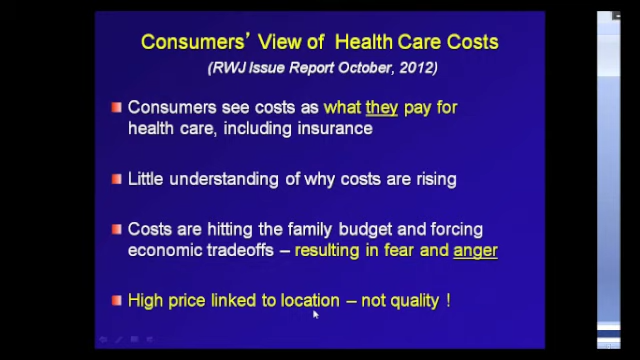 Consumers’ View of Health Care Costs
(RWJ Issue Report October, 2012)
Consumers see costs as what they pay for
health care, including insurance
Little understanding of why costs are rising
Costs are hitting the family budget and forcing
economic tradeoffs – resulting in fear and anger
High price linked to location – not quality !